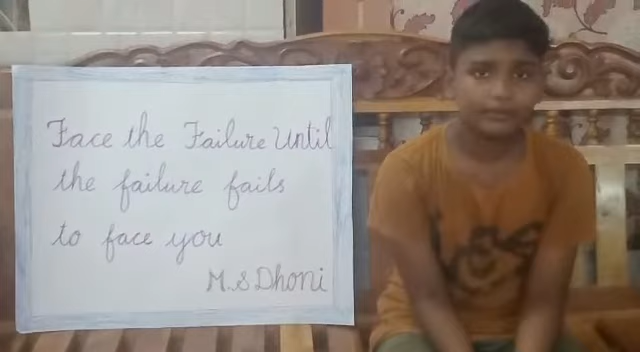 Face the Failure Until
the failure fails
to face you
M.S Dhoni